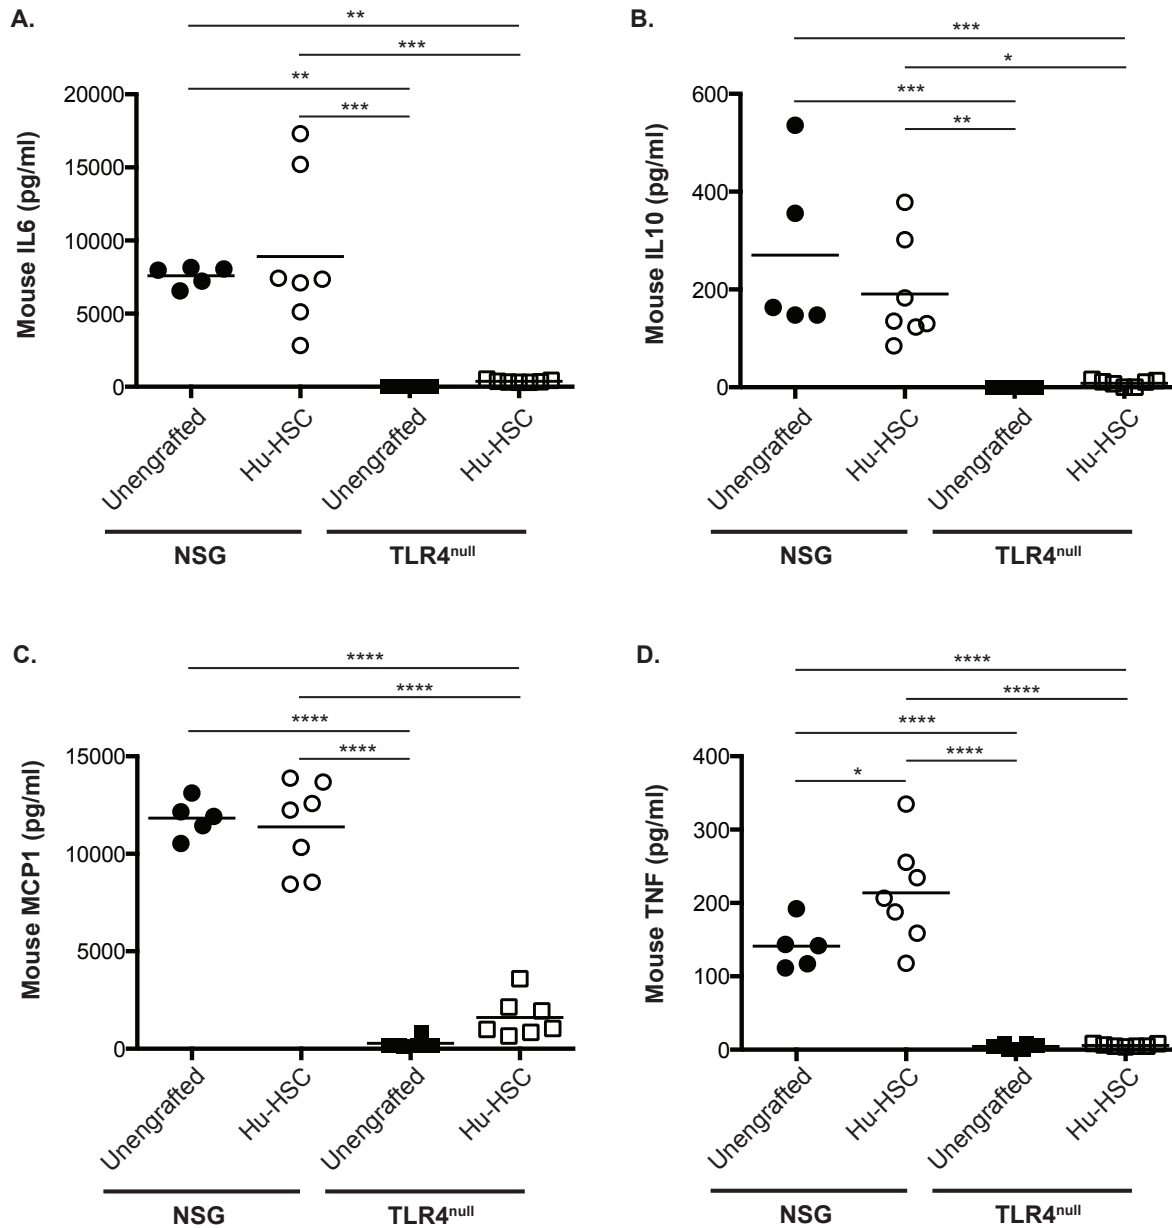 A.
**
***
**
***
Mouse IL6 (pg/ml)
20000
15000
10000
5000
0
Unengrafted
Hu-HSC
Unengrafted
Hu-HSC
NSG
TLR4null
B.
***
*
***
**
Mouse IL10 (pg/ml)
600
400
200
0
Unengrafted
Hu-HSC
Unengrafted
Hu-HSC
NSG
TLR4null
C.
****
****
****
****
Mouse MCP1 (pg/ml)
15000
10000
5000
0
Unengrafted
Hu-HSC
Unengrafted
Hu-HSC
NSG
TLR4null
D.
****
****
****
****
*
Mouse TNF (pg/ml)
400
300
200
100
0
Unengrafted
Hu-HSC
Unengrafted
Hu-HSC
NSG
TLR4null